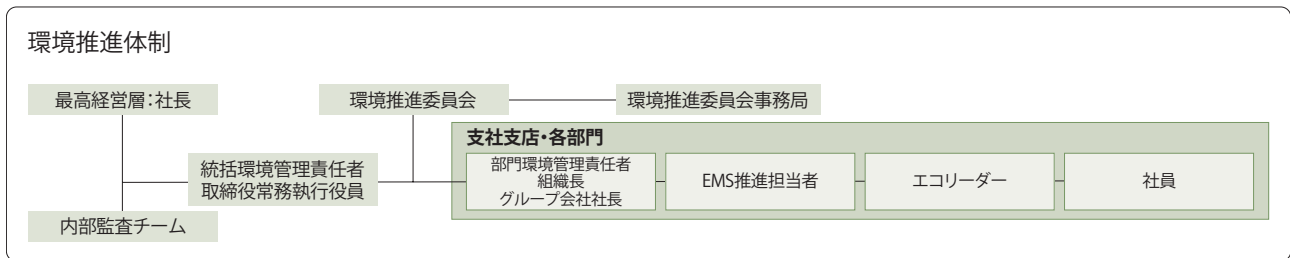 環境推進体制
最高経営層：社長
環境推進委員会
環境推進委員会事務局
支社支店・各部門
統括環境管理責任者
取締役常務執行役員
部門環境管理責任者
組織長
グループ会社社長
EMS推進担当者
エコリーダー
社員
内部監査チーム